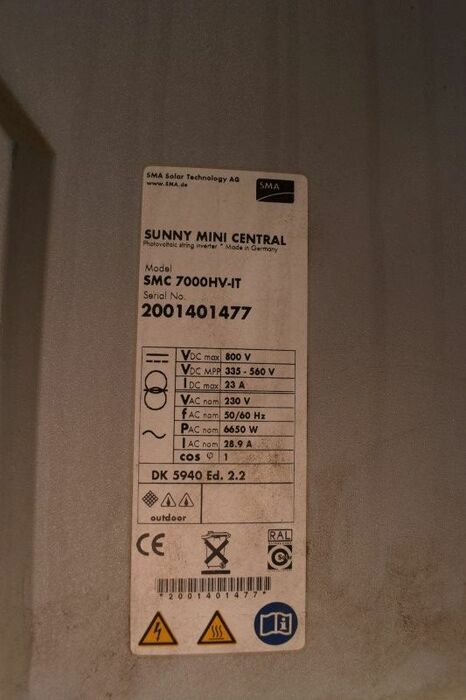 SMA Solar Technology AG
www.SMA.de
SMA
SUNNY MINI CENTRAL
Photovoltaic string inverter * Made in Germany
Model
SMC 7000HV-IT
Serial No.
2001401477
VDC max 800 V
VDC MPP 335 - 560 V
IDC max 23 A
VAC nom 230 V
fAC nom 50/60 Hz
PAC nom 6650 W
IAC nom 28.9 A
cos φ 1
DK 5940 Ed. 2.2
outdoor
CE
RAL
*2001401477*